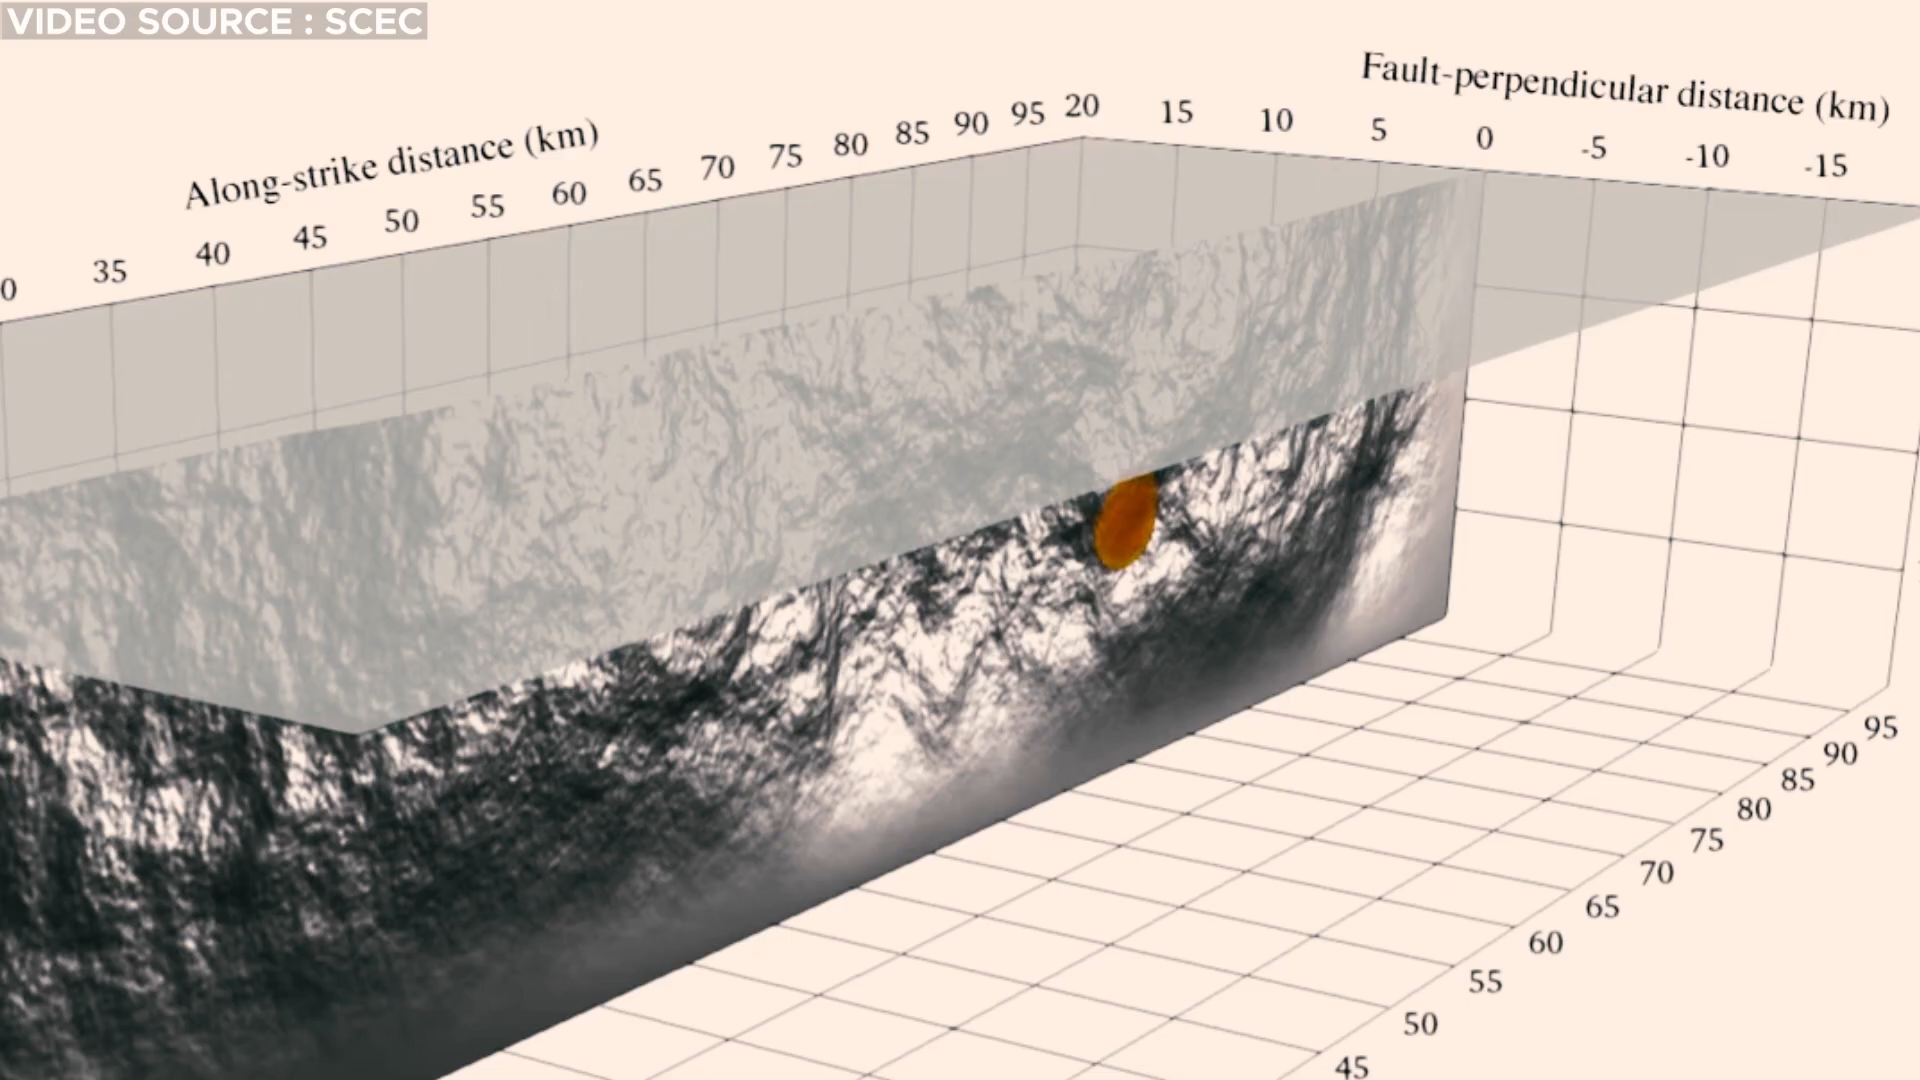 VIDEO SOURCE : SCEC
Fault-perpendicular distance (km)
Along-strike distance (km)
0 35 40 45 50 55 60 65 70 75 80 85 90 95 20 15 10 5 0 -5 -10 -15
95
90
85
80
75
70
65
60
55
50
45